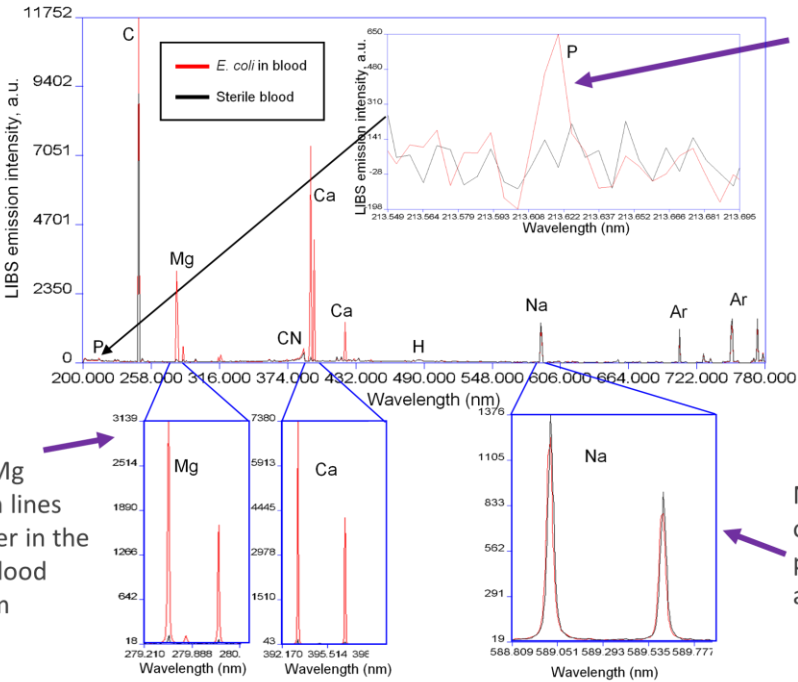 11752
9402
7051
4701
2350
0
LIBS emission intensity, a.u.
C
E. coli in blood
Sterile blood
Ca
Mg
P
CN
Ca
H
Na
Ar
Ar
200.000 258.000 316.000 374.000 432.000 490.000 548.000 606.000 664.000 722.000 780.000
Wavelength (nm)
650
480
310
141
-28
-198
LIBS emission intensity, a.u.
P
213.549 213.564 213.579 213.593 213.608 213.622 213.637 213.652 213.666 213.681 213.695
Wavelength (nm)
Mg
lines
er in the
lood
3139
2514
1890
1266
642
18
Mg
279.210 279.888 280.
Wavelength (nm)
7380
5913
4445
2978
1510
43
Ca
392.170 395.514
Wavelength (nm)
1376
1105
833
562
291
19
Na
588.809 589.051 589.293 589.535 589.777
Wavelength (nm)